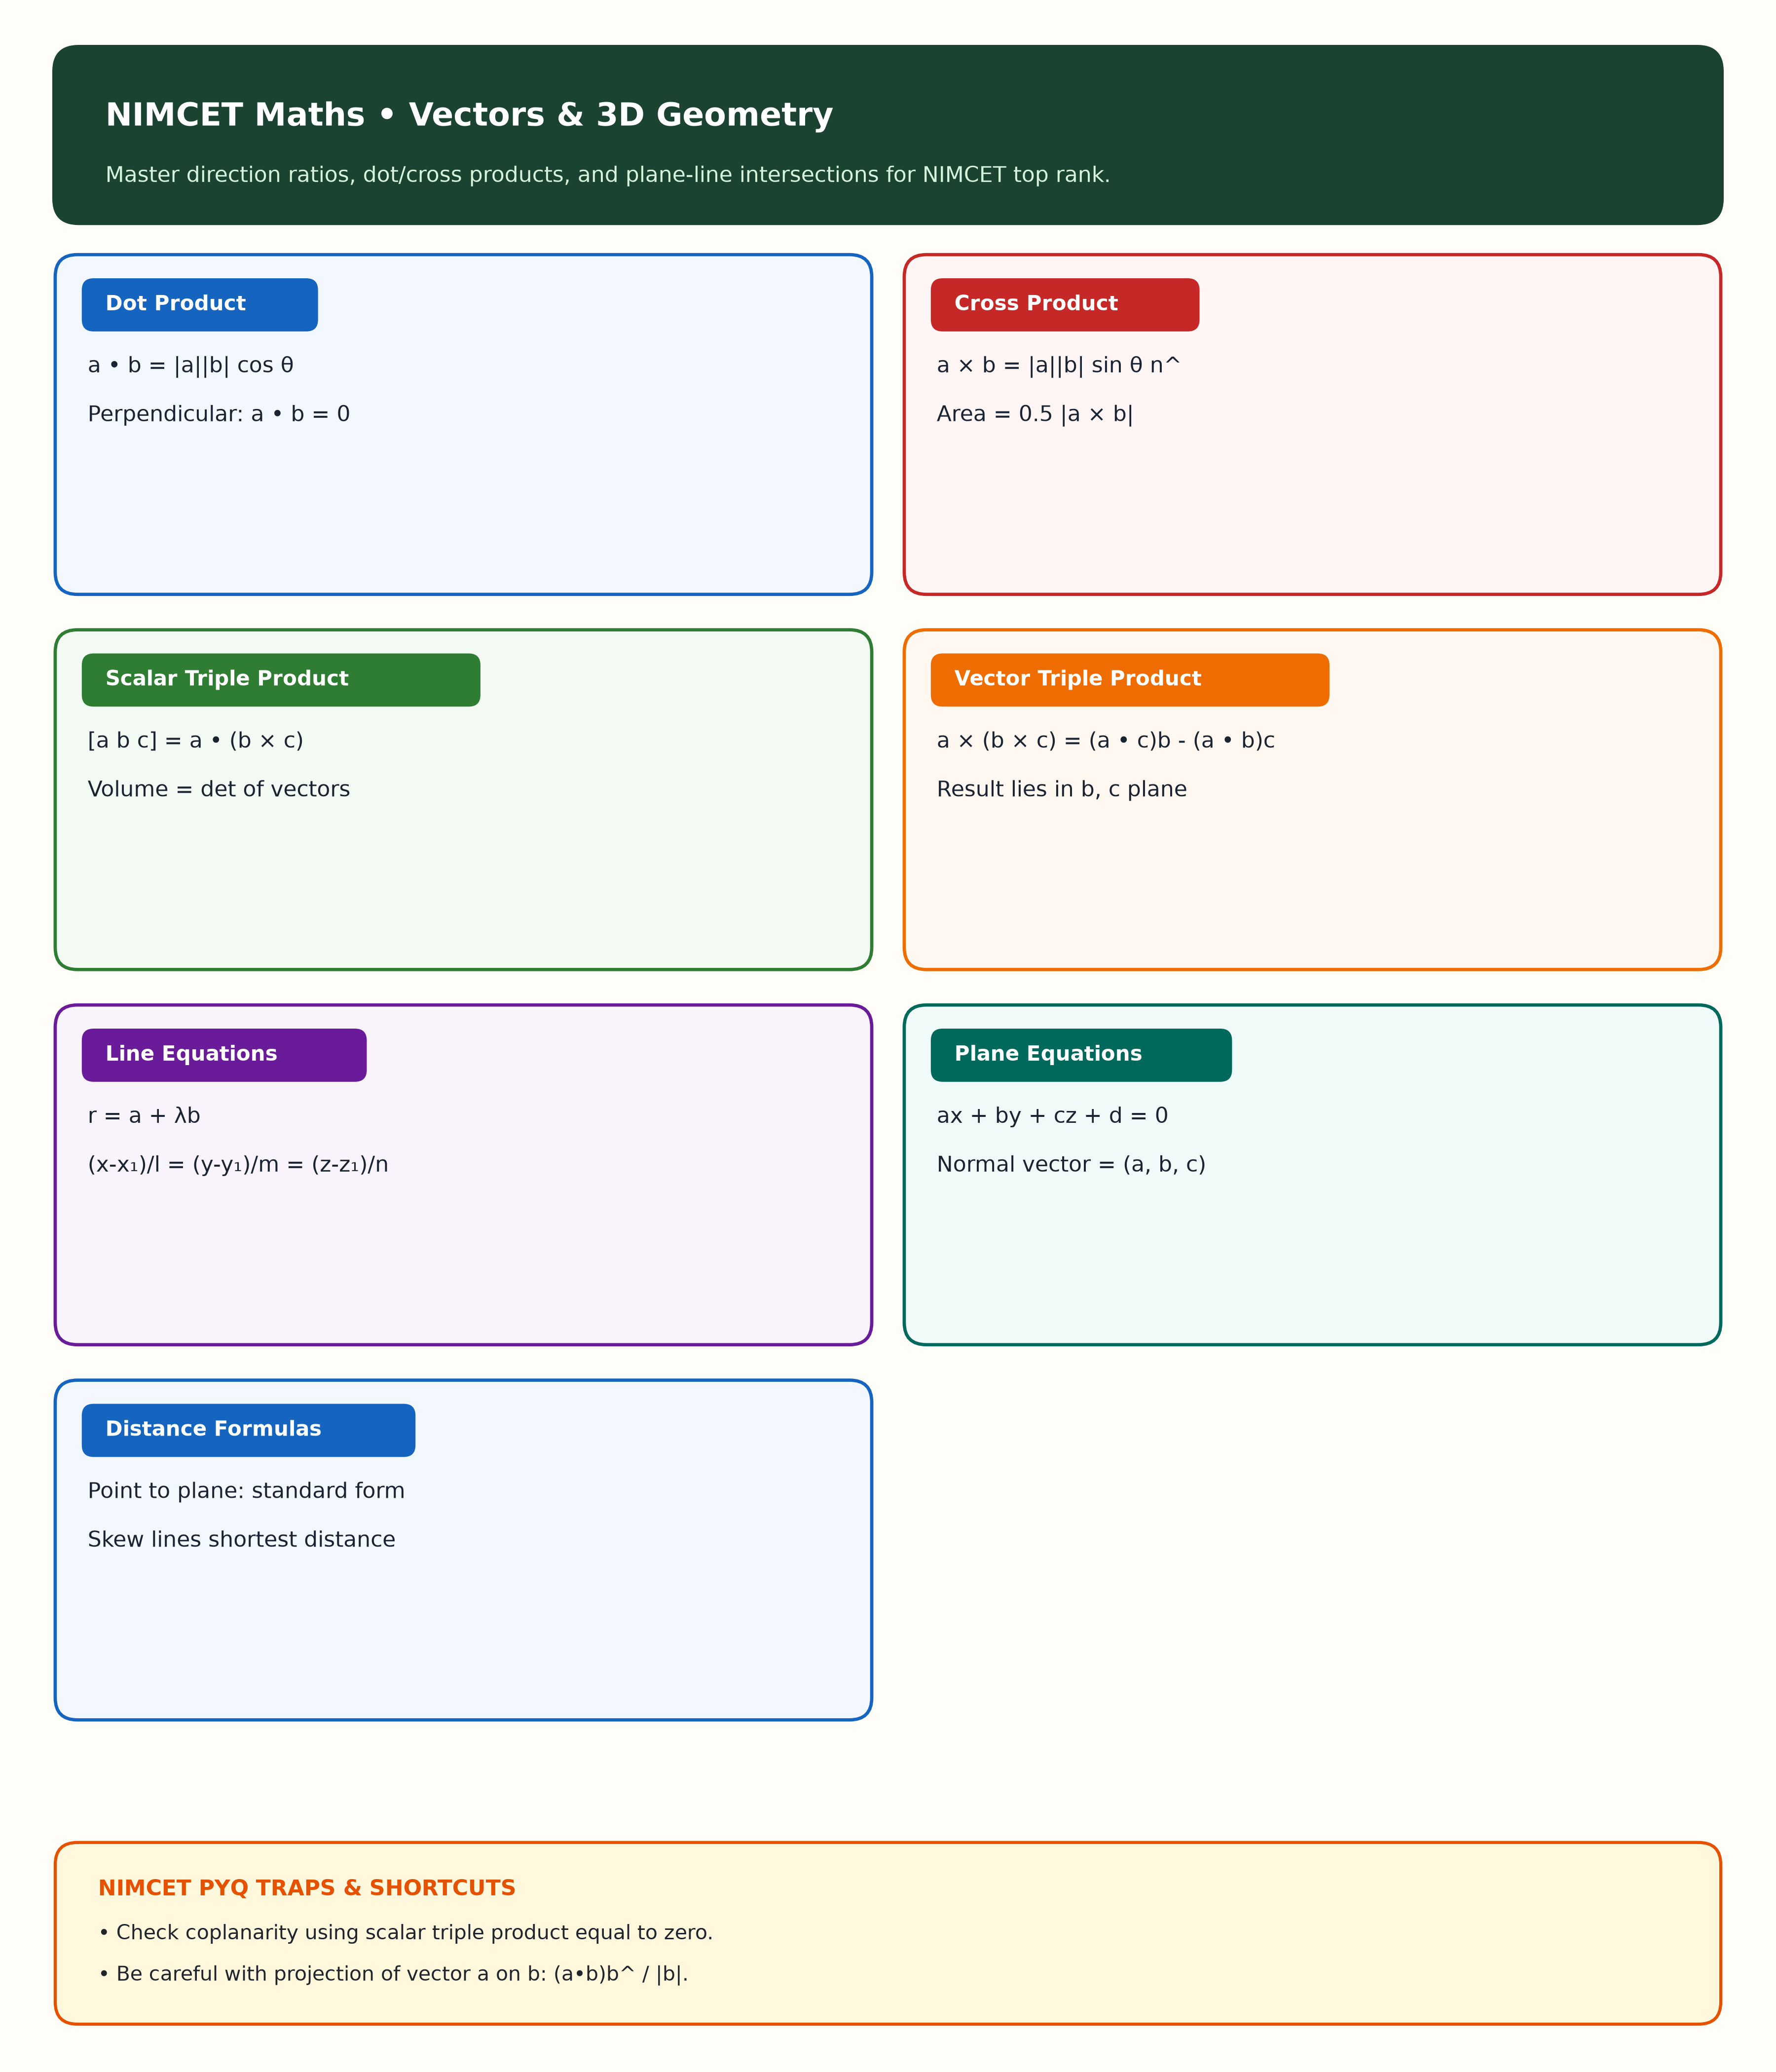 NIMCET Maths • Vectors & 3D Geometry
Master direction ratios, dot/cross products, and plane-line intersections for NIMCET top rank.
Dot Product
a • b = |a||b| cos θ
Perpendicular: a • b = 0
Cross Product
a × b = |a||b| sin θ n^
Area = 0.5 |a × b|
Scalar Triple Product
[a b c] = a • (b × c)
Volume = det of vectors
Vector Triple Product
a × (b × c) = (a • c)b - (a • b)c
Result lies in b, c plane
Line Equations
r = a + λb
(x-x₁)/l = (y-y₁)/m = (z-z₁)/n
Plane Equations
ax + by + cz + d = 0
Normal vector = (a, b, c)
Distance Formulas
Point to plane: standard form
Skew lines shortest distance
NIMCET PYQ TRAPS & SHORTCUTS
• Check coplanarity using scalar triple product equal to zero.
• Be careful with projection of vector a on b: (a•b)b^ / |b|.